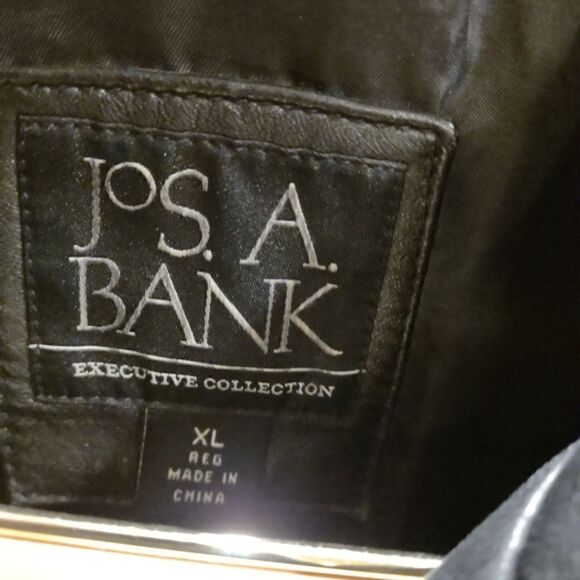 JoS. A.
BANK
EXECUTIVE COLLECTION
XL
REG
MADE IN
CHINA